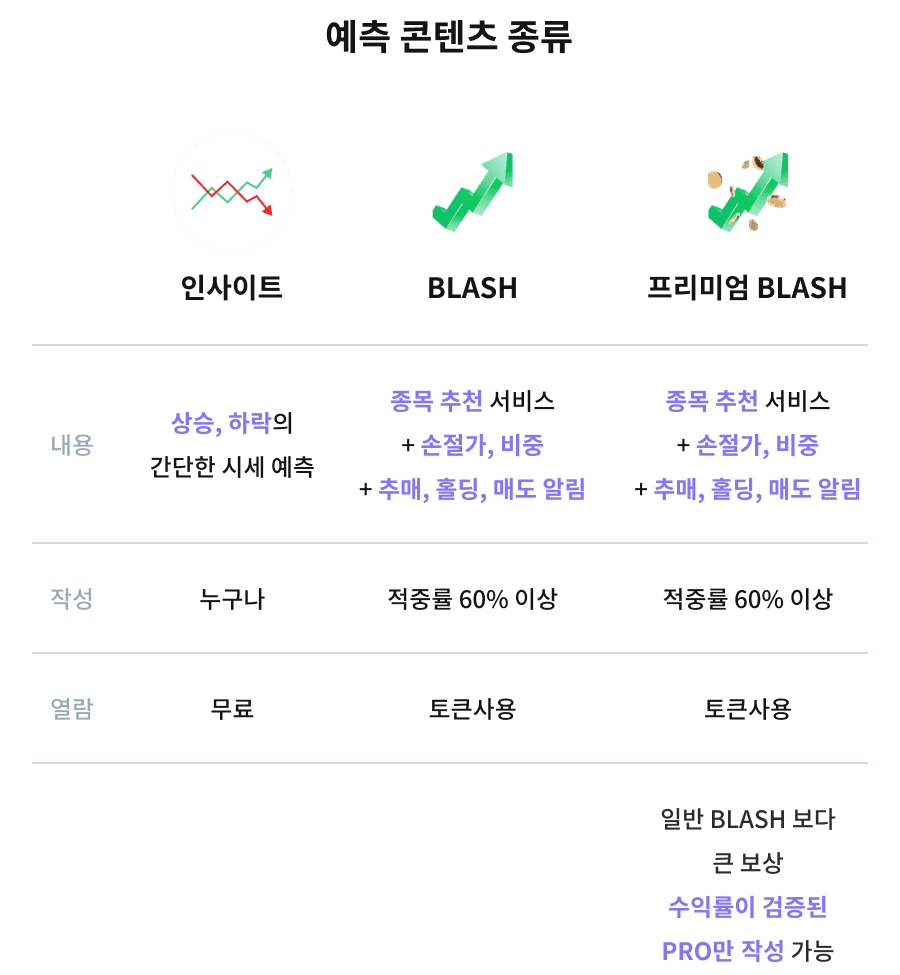 예측 콘텐츠 종류
인사이트
BLASH
프리미엄 BLASH
내용
상승, 하락의
간단한 시세 예측
종목 추천 서비스
+ 손절가, 비중
+ 추매, 홀딩, 매도 알림
종목 추천 서비스
+ 손절가, 비중
+ 추매, 홀딩, 매도 알림
작성
누구나
적중률 60% 이상
적중률 60% 이상
열람
무료
토큰사용
토큰사용
일반 BLASH 보다
큰 보상
수익률이 검증된
PRO만 작성 가능